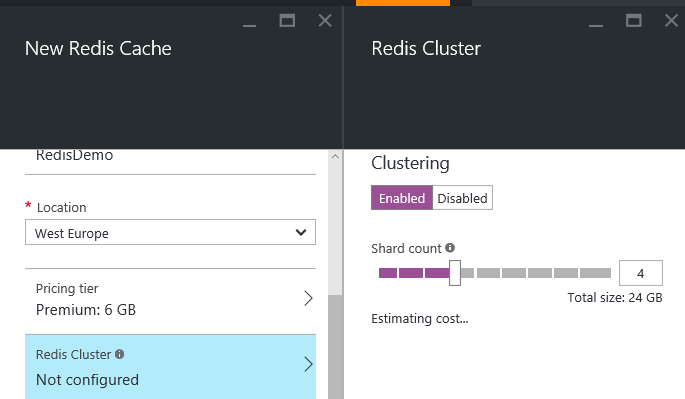 New Redis Cache
RedisDemo
* Location
West Europe
Pricing tier
Premium: 6 GB
Redis Cluster
Not configured
Redis Cluster
Clustering
Enabled Disabled
Shard count
4
Total size: 24 GB
Estimating cost...